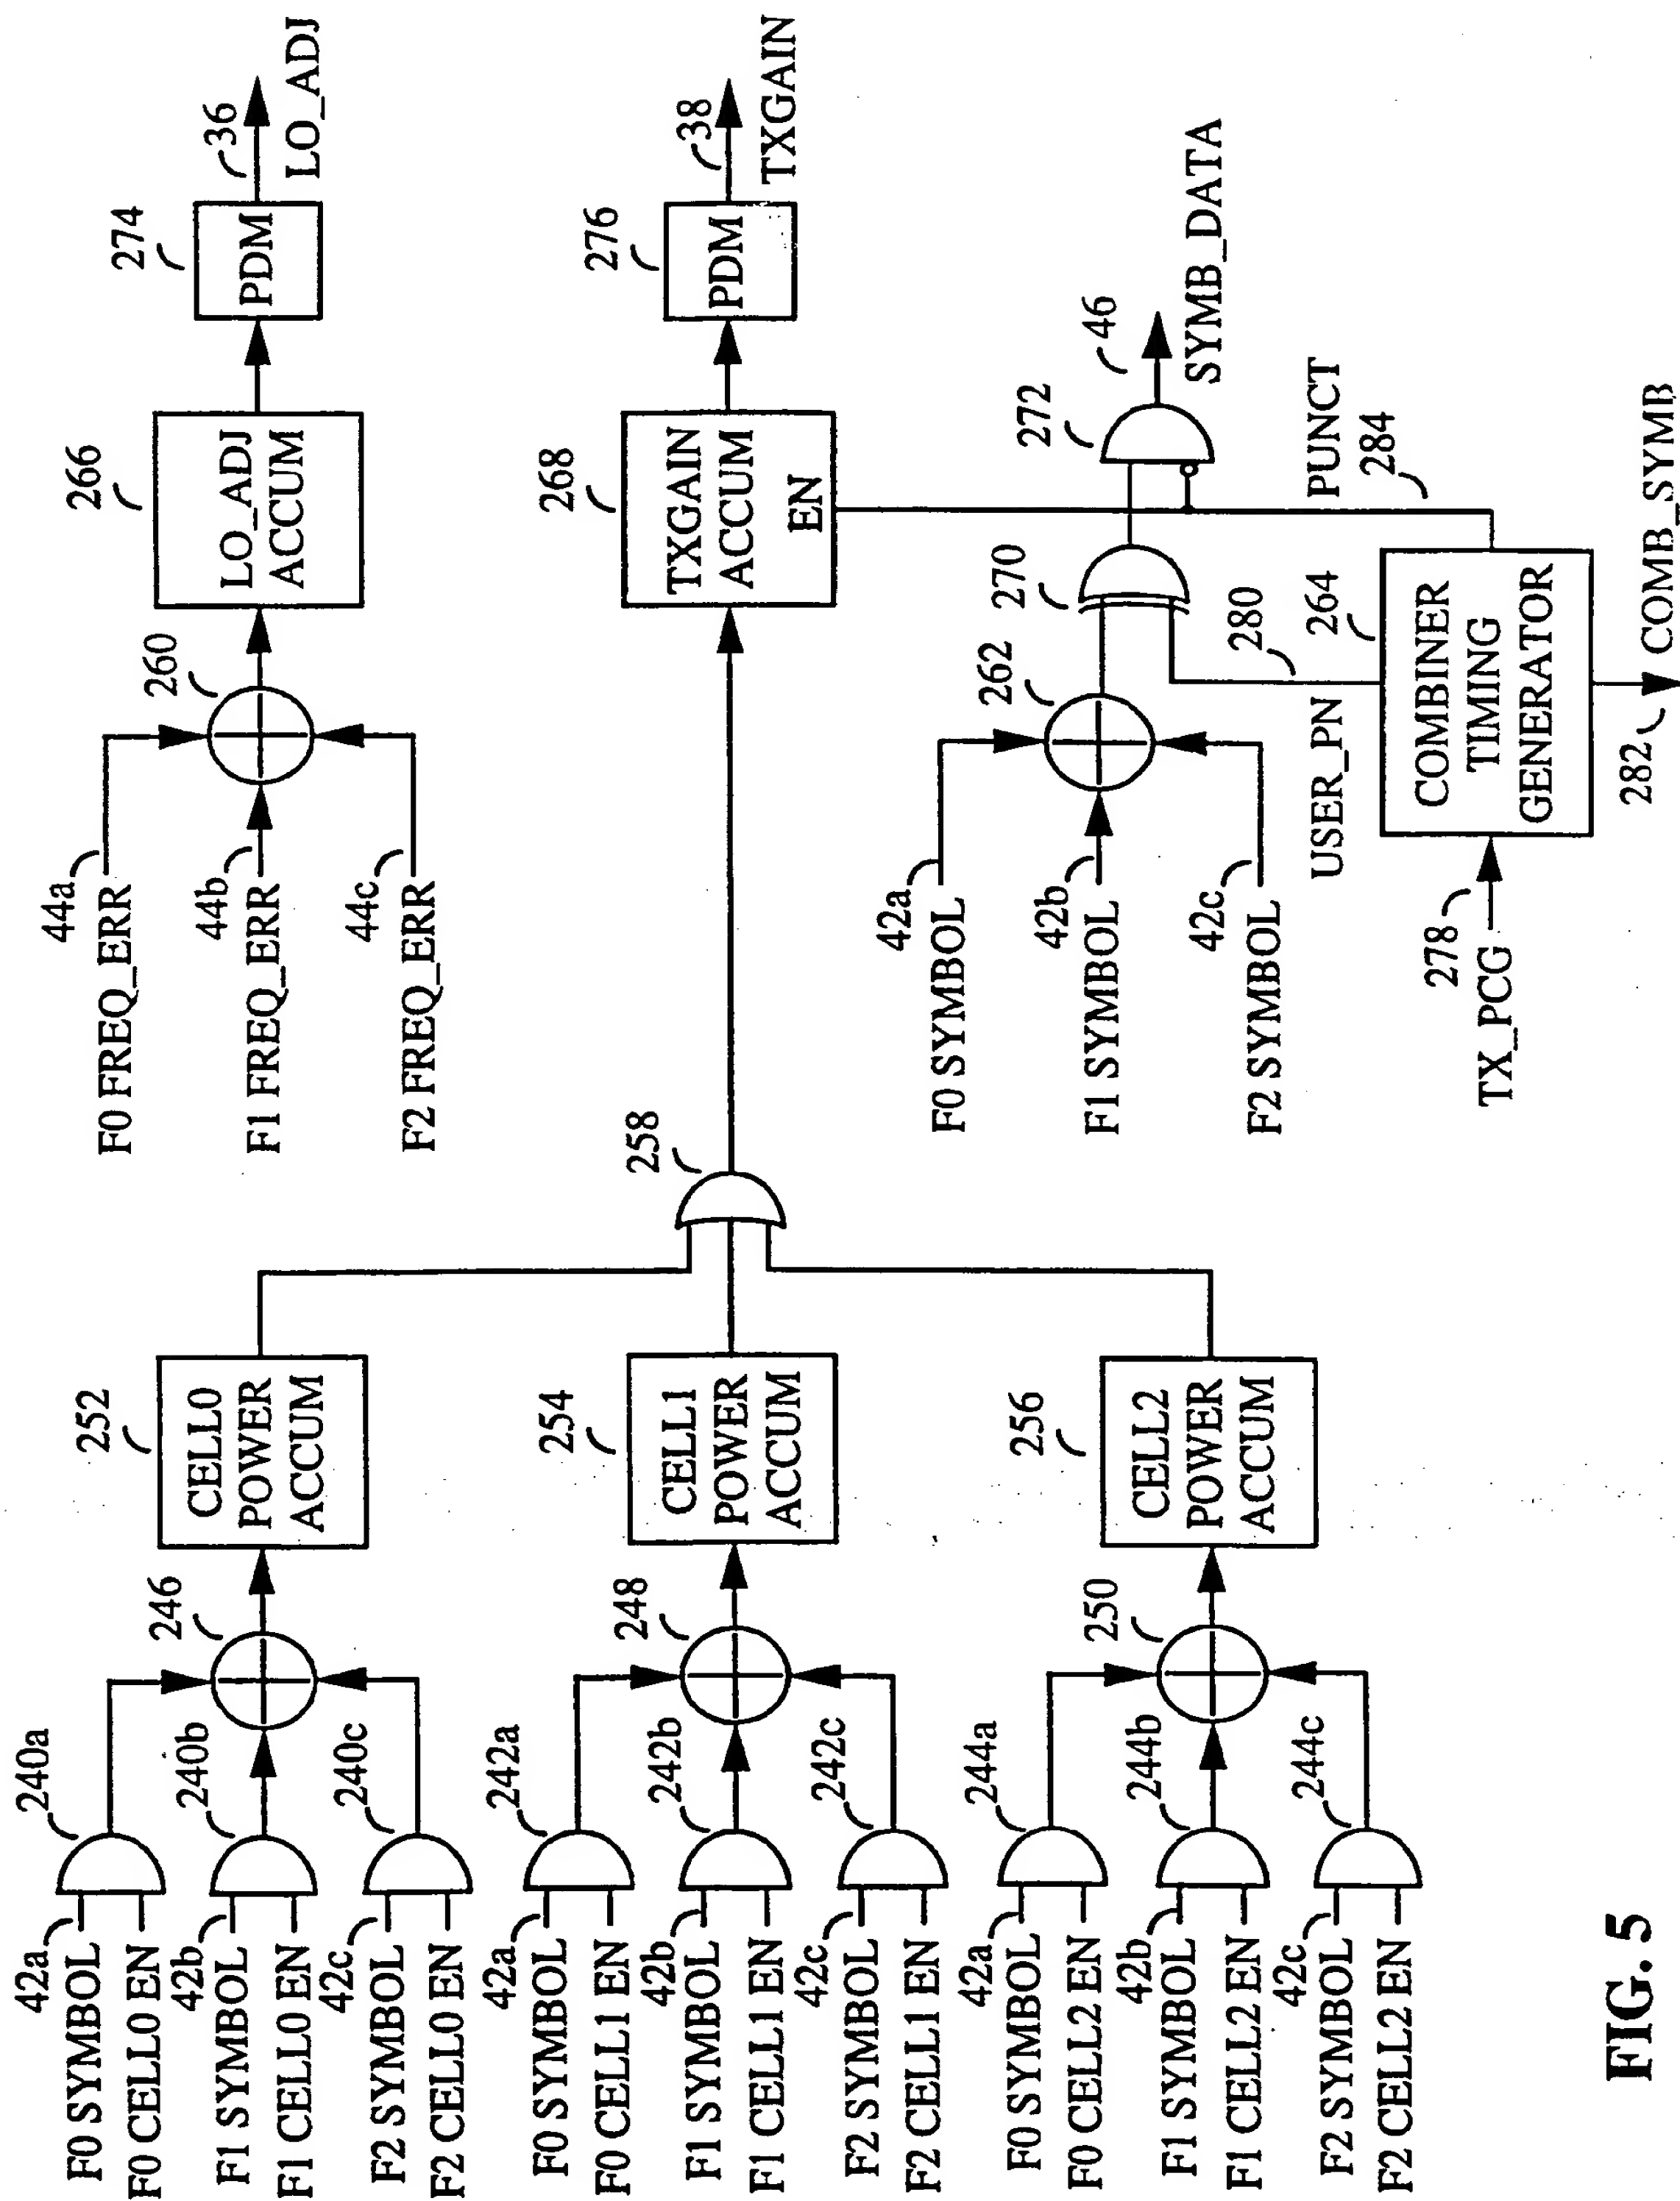 42a
F0 SYMBOL
F0 CELL0 EN
240a
42b
F1 SYMBOL
F1 CELL0 EN
240b
42c
F2 SYMBOL
F2 CELL0 EN
240c
246
252
CELL0
POWER
ACCUM
42a
F0 SYMBOL
F0 CELL1 EN
242a
42b
F1 SYMBOL
F1 CELL1 EN
242b
42c
F2 SYMBOL
F2 CELL1 EN
242c
248
254
CELL1
POWER
ACCUM
42a
F0 SYMBOL
F0 CELL2 EN
244a
42b
F1 SYMBOL
F1 CELL2 EN
244b
42c
F2 SYMBOL
F2 CELL2 EN
244c
250
256
CELL2
POWER
ACCUM
258
44a
F0 FREQ_ERR
44b
F1 FREQ_ERR
44c
F2 FREQ_ERR
260
266
LO_ADJ
ACCUM
274
PDM
36
LO_ADJ
268
TXGAIN
ACCUM
EN
276
PDM
38
TXGAIN
42a
F0 SYMBOL
42b
F1 SYMBOL
42c
F2 SYMBOL
262
270
272
46
SYMB_DATA
USER_PN
280
PUNCT
284
278
TX_PCG
264
COMBINER
TIMING
GENERATOR
282
COMB_SYMB
FIG. 5